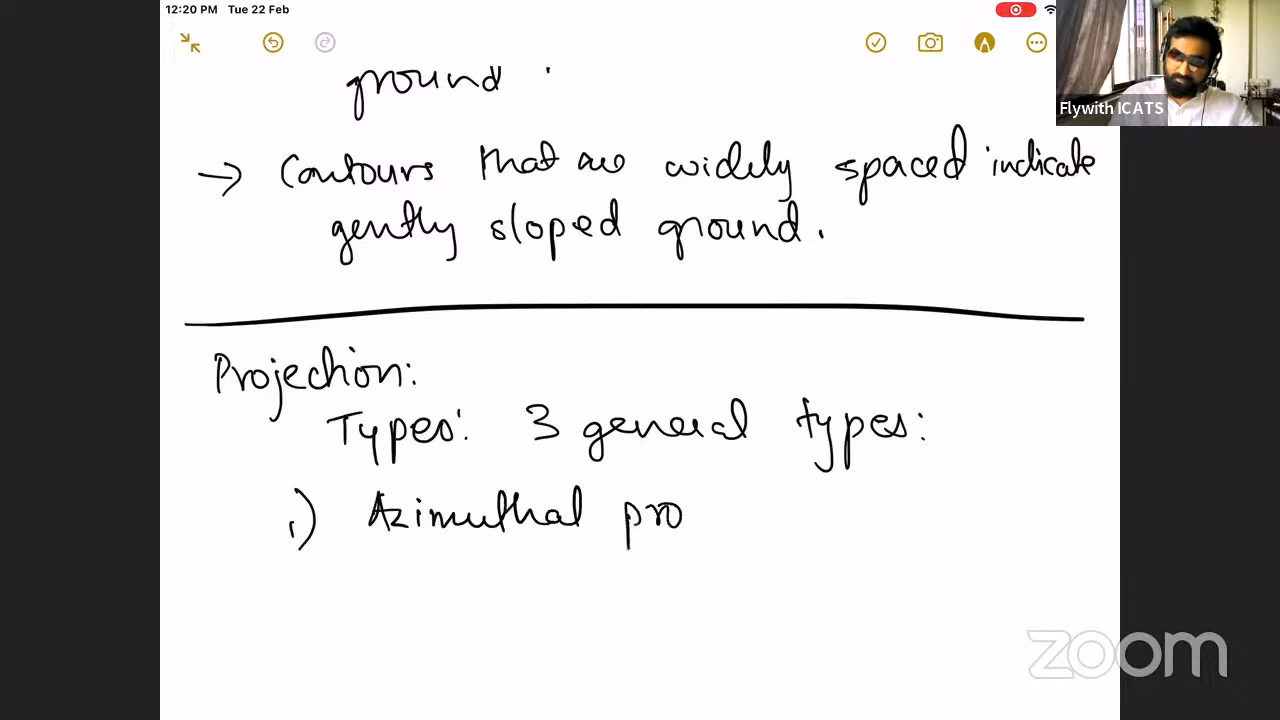 12:20 PM Tue 22 Feb
Flywith ICATS
ground.
→ Contours that are widely spaced indicate
gently sloped ground.
Projection:
Types: 3 general types:
1) Azimuthal pro
zoom